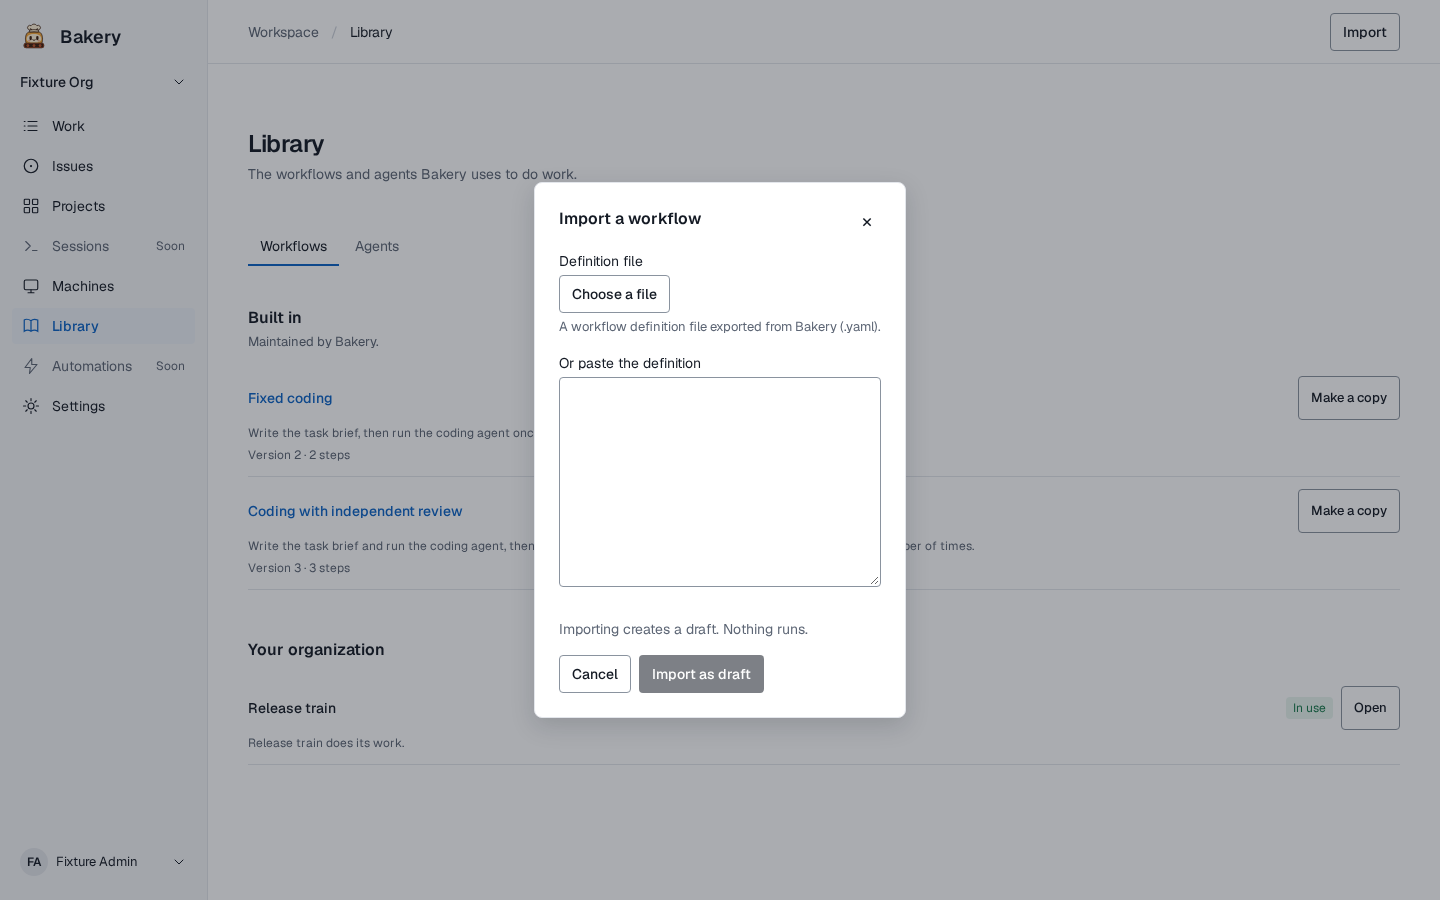 Bakery
Fixture Org
Work
Issues
Projects
Sessions Soon
Machines
Library
Automations Soon
Settings
FA Fixture Admin
Workspace / Library
Import
Library
The workflows and agents Bakery uses to do work.
Workflows Agents
Built in
Maintained by Bakery.
Fixed coding
Make a copy
Write the task brief, then run the coding agent onc
Version 2 · 2 steps
Coding with independent review
Make a copy
Write the task brief and run the coding agent, then
ber of times.
Version 3 · 3 steps
Your organization
Release train
In use
Open
Release train does its work.
Import a workflow
Definition file
Choose a file
A workflow definition file exported from Bakery (.yaml).
Or paste the definition
Importing creates a draft. Nothing runs.
Cancel
Import as draft